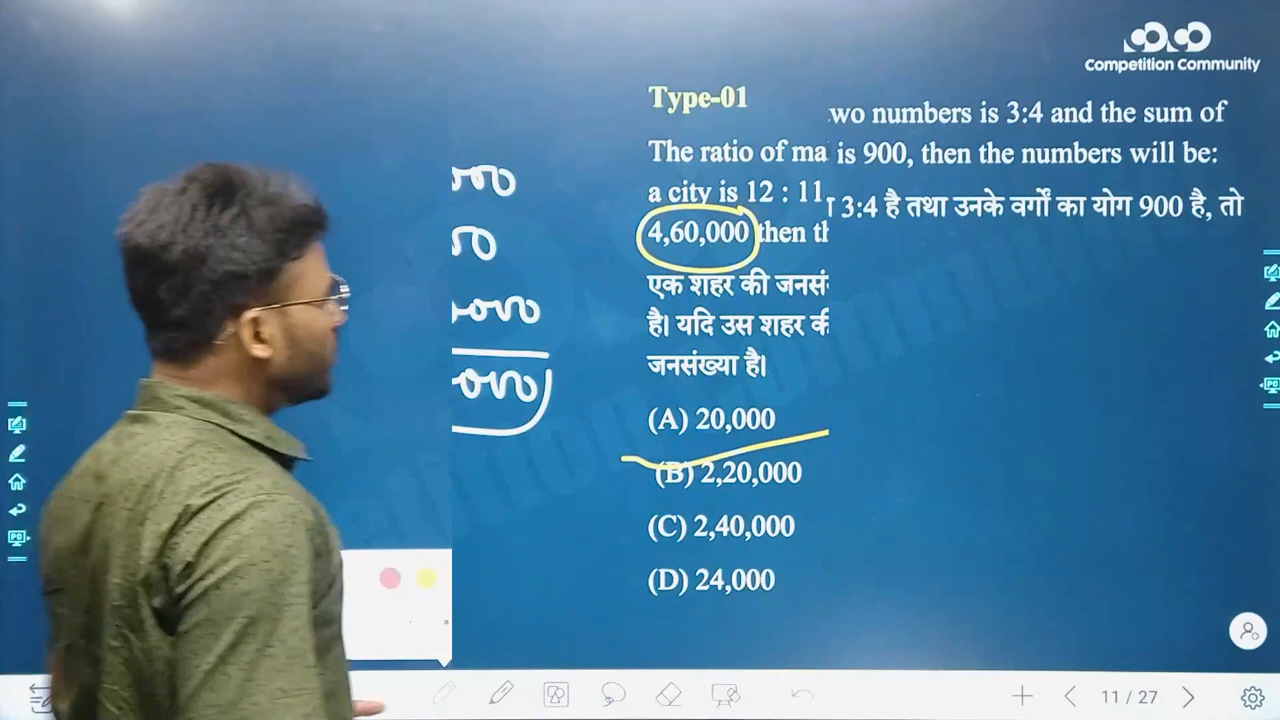 Competition Community
Type-01
wo numbers is 3:4 and the sum of
The ratio of ma is 900, then the numbers will be:
a city is 12 : 11
3:4 है तथा उनके वर्गों का योग 900 है, तो
4,60,000 then th
एक शहर की जनसं
है। यदि उस शहर की
जनसंख्या है।
(A) 20,000
(B) 2,20,000
(C) 2,40,000
(D) 24,000
11 / 27